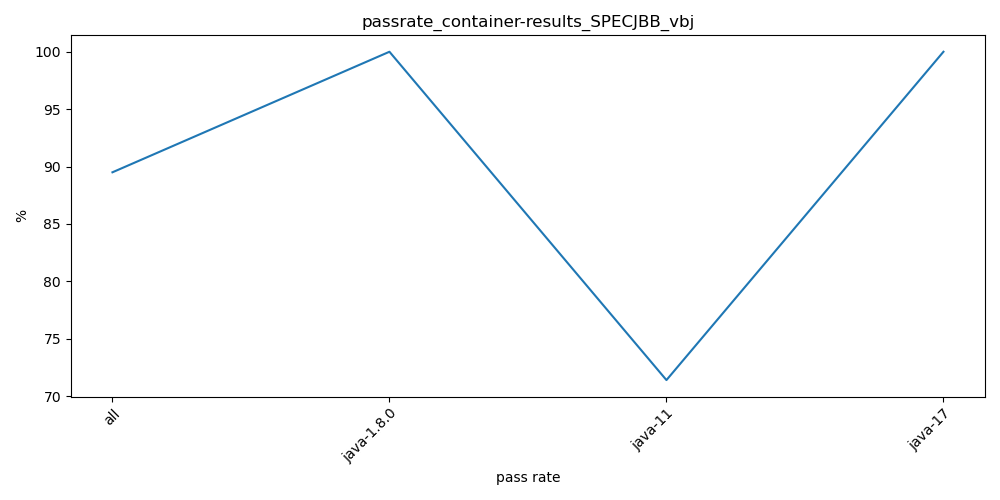 passrate_container-results_SPECJBB_vbj
100
95
90
85
80
75
70
%
all
java-1.8.0
java-11
java-17
pass rate